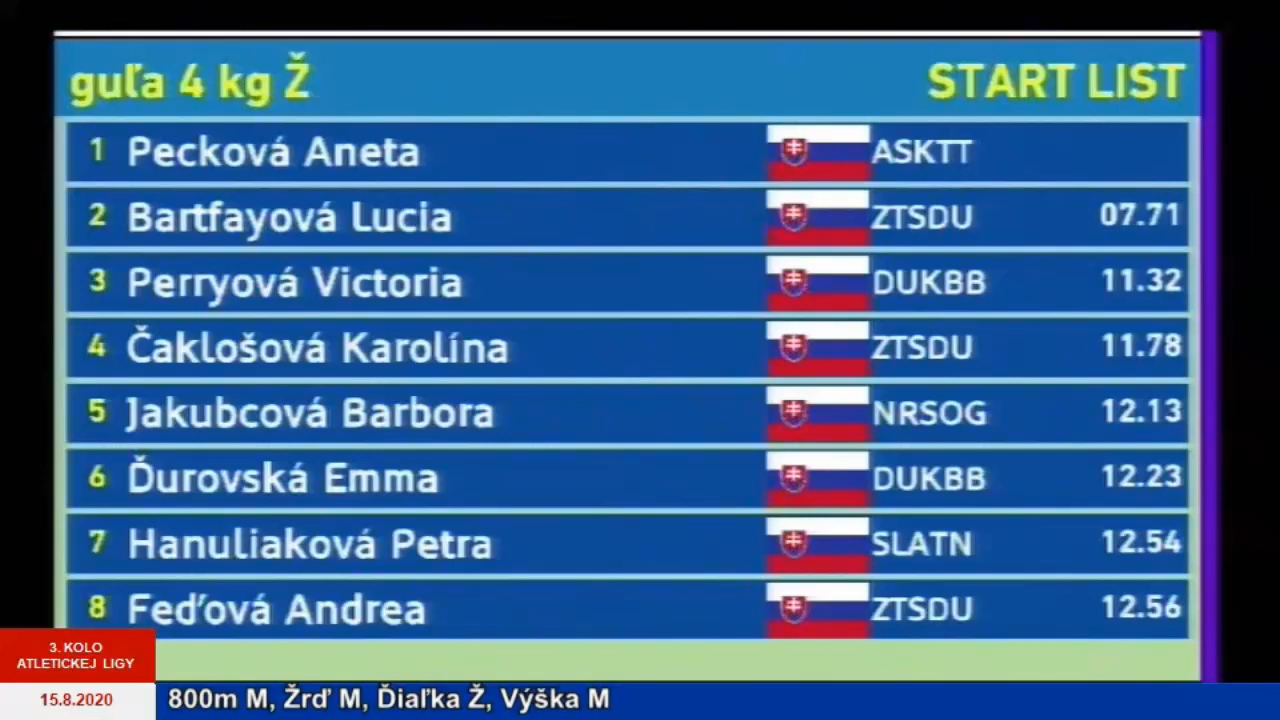 guľa 4 kg Ž START LIST
1 Pecková Aneta ASKTT
2 Bartfayová Lucia ZTSDU 07.71
3 Perryová Victoria DUKBB 11.32
4 Čaklošová Karolína ZTSDU 11.78
5 Jakubcová Barbora NRSOG 12.13
6 Ďurovská Emma DUKBB 12.23
7 Hanuliaková Petra SLATN 12.54
8 Feďová Andrea ZTSDU 12.56
3. KOLO
ATLETICKEJ LIGY
15.8.2020 800m M, Žrď M, Ďiaľka Ž, Výška M